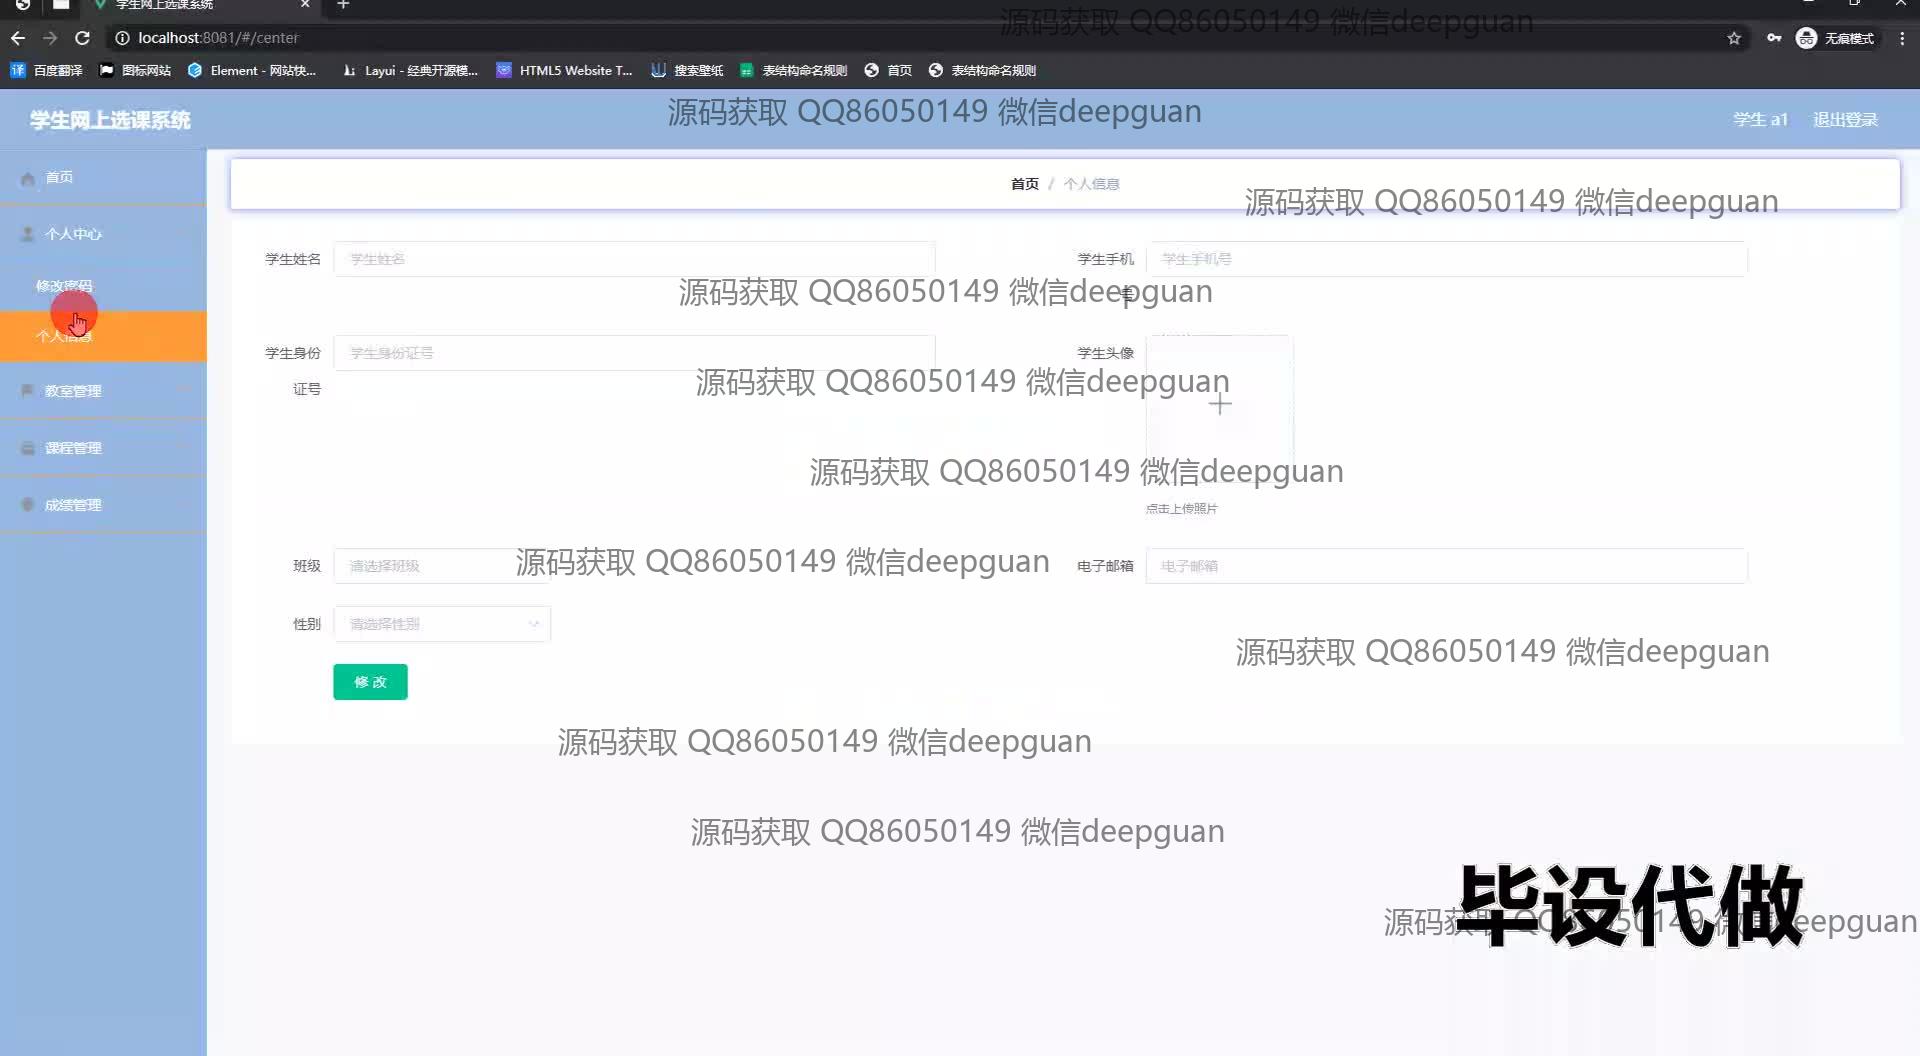 学生网上选课系统
源码获取 QQ86050149 微信deepguan
localhost:8081/#/center
无痕模式
百度翻译
图标网站
Element - 网站快...
Layui - 经典开源模...
HTML5 Website T...
搜索壁纸
表结构命名规则
首页
表结构命名规则
学生网上选课系统
源码获取 QQ86050149 微信deepguan
学生 a1
退出登录
首页
首页 / 个人信息
源码获取 QQ86050149 微信deepguan
个人中心
学生姓名
学生姓名
学生手机
学生手机号
修改密码
源码获取 QQ86050149 微信deepguan
个人信息
学生身份
证号
学生身份证号
学生头像
源码获取 QQ86050149 微信deepguan
教室管理
课程管理
源码获取 QQ86050149 微信deepguan
成绩管理
点击上传照片
班级
请选择班级
源码获取 QQ86050149 微信deepguan
电子邮箱
电子邮箱
性别
请选择性别
源码获取 QQ86050149 微信deepguan
修 改
源码获取 QQ86050149 微信deepguan
源码获取 QQ86050149 微信deepguan
毕设代做
源码获取 QQ86050149 微信deepguan